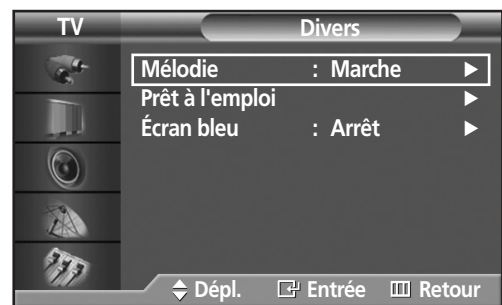 TV Divers
Mélodie : Marche
Prêt à l'emploi
Écran bleu : Arrêt
Dépl. Entrée Retour